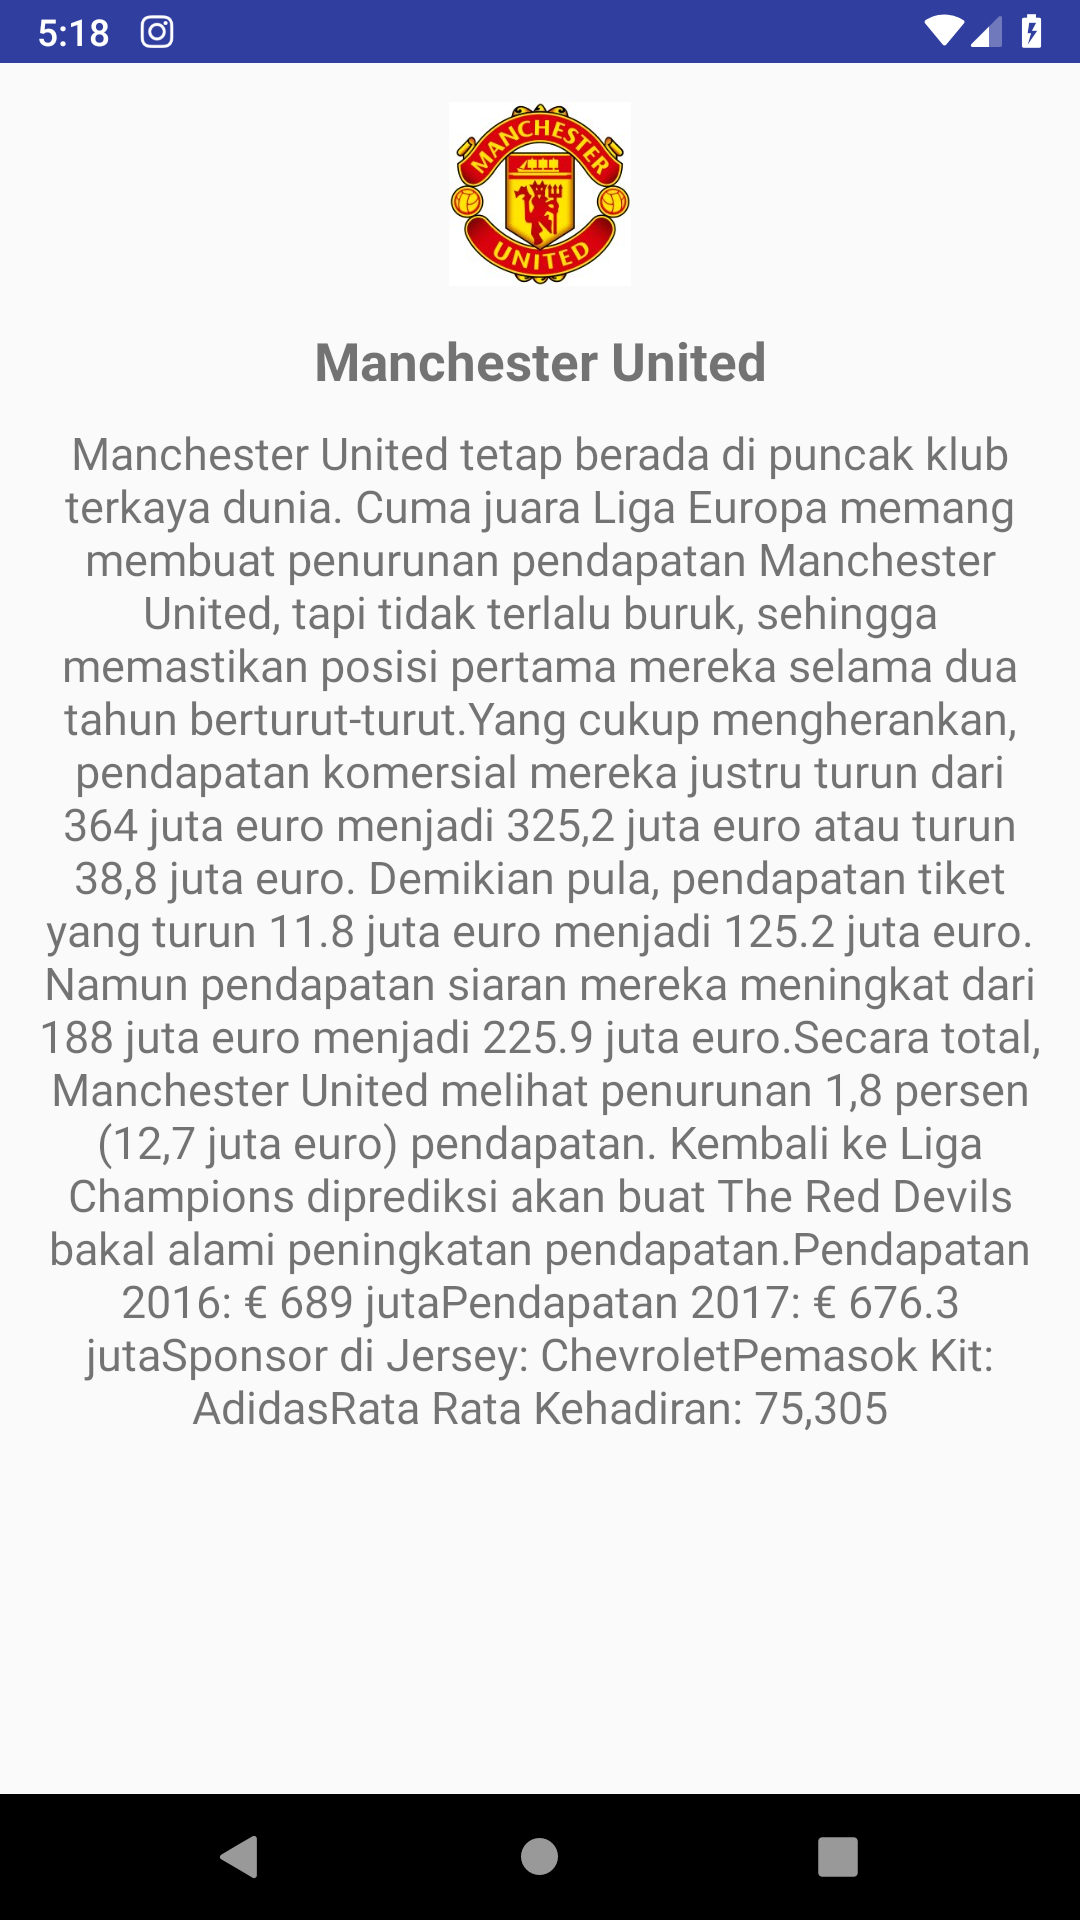 5:18
MANCHESTER
UNITED
Manchester United
Manchester United tetap berada di puncak klub
terkaya dunia. Cuma juara Liga Europa memang
membuat penurunan pendapatan Manchester
United, tapi tidak terlalu buruk, sehingga
memastikan posisi pertama mereka selama dua
tahun berturut-turut.Yang cukup mengherankan,
pendapatan komersial mereka justru turun dari
364 juta euro menjadi 325,2 juta euro atau turun
38,8 juta euro. Demikian pula, pendapatan tiket
yang turun 11.8 juta euro menjadi 125.2 juta euro.
Namun pendapatan siaran mereka meningkat dari
188 juta euro menjadi 225.9 juta euro.Secara total,
Manchester United melihat penurunan 1,8 persen
(12,7 juta euro) pendapatan. Kembali ke Liga
Champions diprediksi akan buat The Red Devils
bakal alami peningkatan pendapatan.Pendapatan
2016: € 689 jutaPendapatan 2017: € 676.3
jutaSponsor di Jersey: ChevroletPemasok Kit:
AdidasRata Rata Kehadiran: 75,305